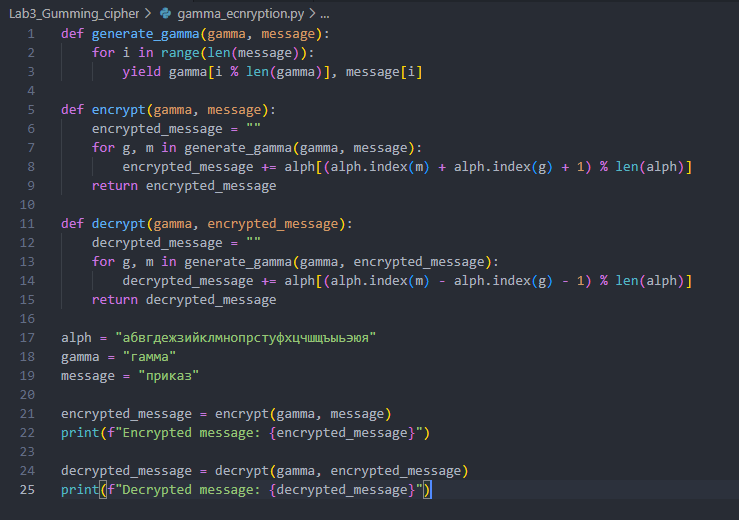 Lab3_Gumming_cipher > gamma_ecnryption.py > ...
1 def generate_gamma(gamma, message):
2     for i in range(len(message)):
3         yield gamma[i % len(gamma)], message[i]
4
5 def encrypt(gamma, message):
6     encrypted_message = ""
7     for g, m in generate_gamma(gamma, message):
8         encrypted_message += alph[(alph.index(m) + alph.index(g) + 1) % len(alph)]
9     return encrypted_message
10
11 def decrypt(gamma, encrypted_message):
12     decrypted_message = ""
13     for g, m in generate_gamma(gamma, encrypted_message):
14         decrypted_message += alph[(alph.index(m) - alph.index(g) - 1) % len(alph)]
15     return decrypted_message
16
17 alph = "абвгдежзийклмнопрстуфхцчшщъыьэюя"
18 gamma = "гамма"
19 message = "приказ"
20
21 encrypted_message = encrypt(gamma, message)
22 print(f"Encrypted message: {encrypted_message}")
23
24 decrypted_message = decrypt(gamma, encrypted_message)
25 print(f"Decrypted message: {decrypted_message}")